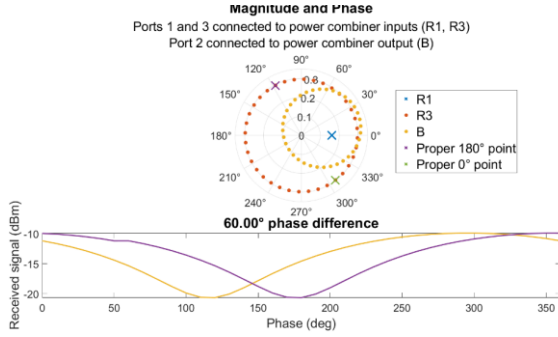 Magnitude and Phase
Ports 1 and 3 connected to power combiner inputs (R1, R3)
Port 2 connected to power combiner output (B)
90°
120°
60°
0.3
150°
0.2
30°
0.1
180°
0
0°
210°
330°
240°
300°
270°
R1
R3
B
Proper 180° point
Proper 0° point
60.00° phase difference
Received signal (dBm)
-10
-15
-20
0
50
100
150
200
250
300
350
Phase (deg)